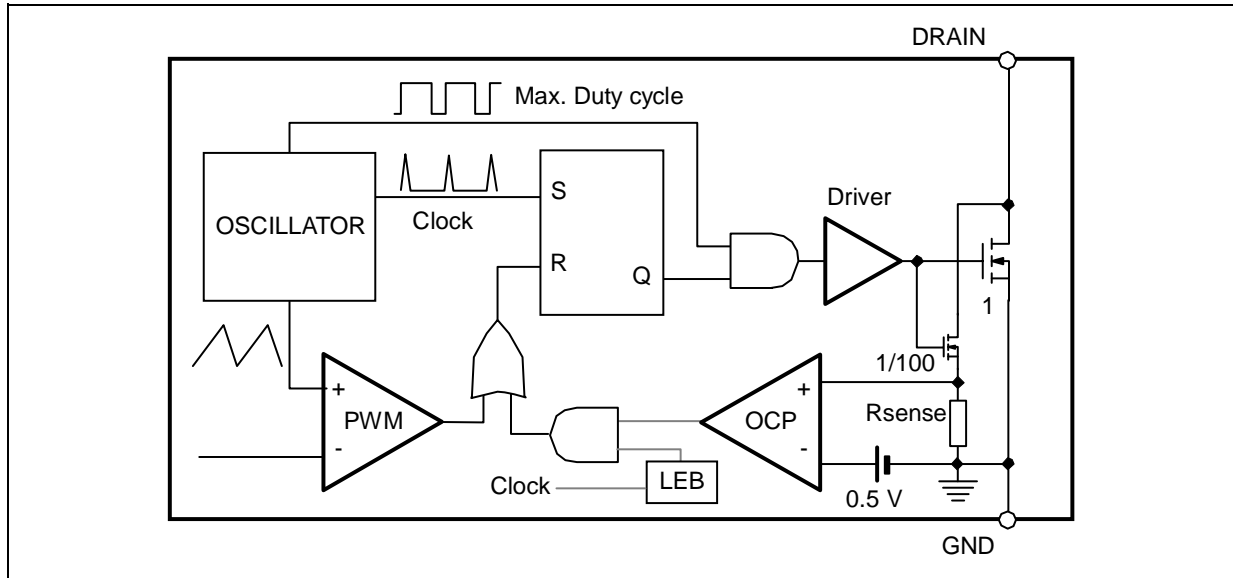 DRAIN
Max. Duty cycle
OSCILLATOR
Clock
S
R
Q
Driver
1
1/100
+
PWM
-
+
OCP
-
Rsense
LEB
Clock
0.5 V
GND